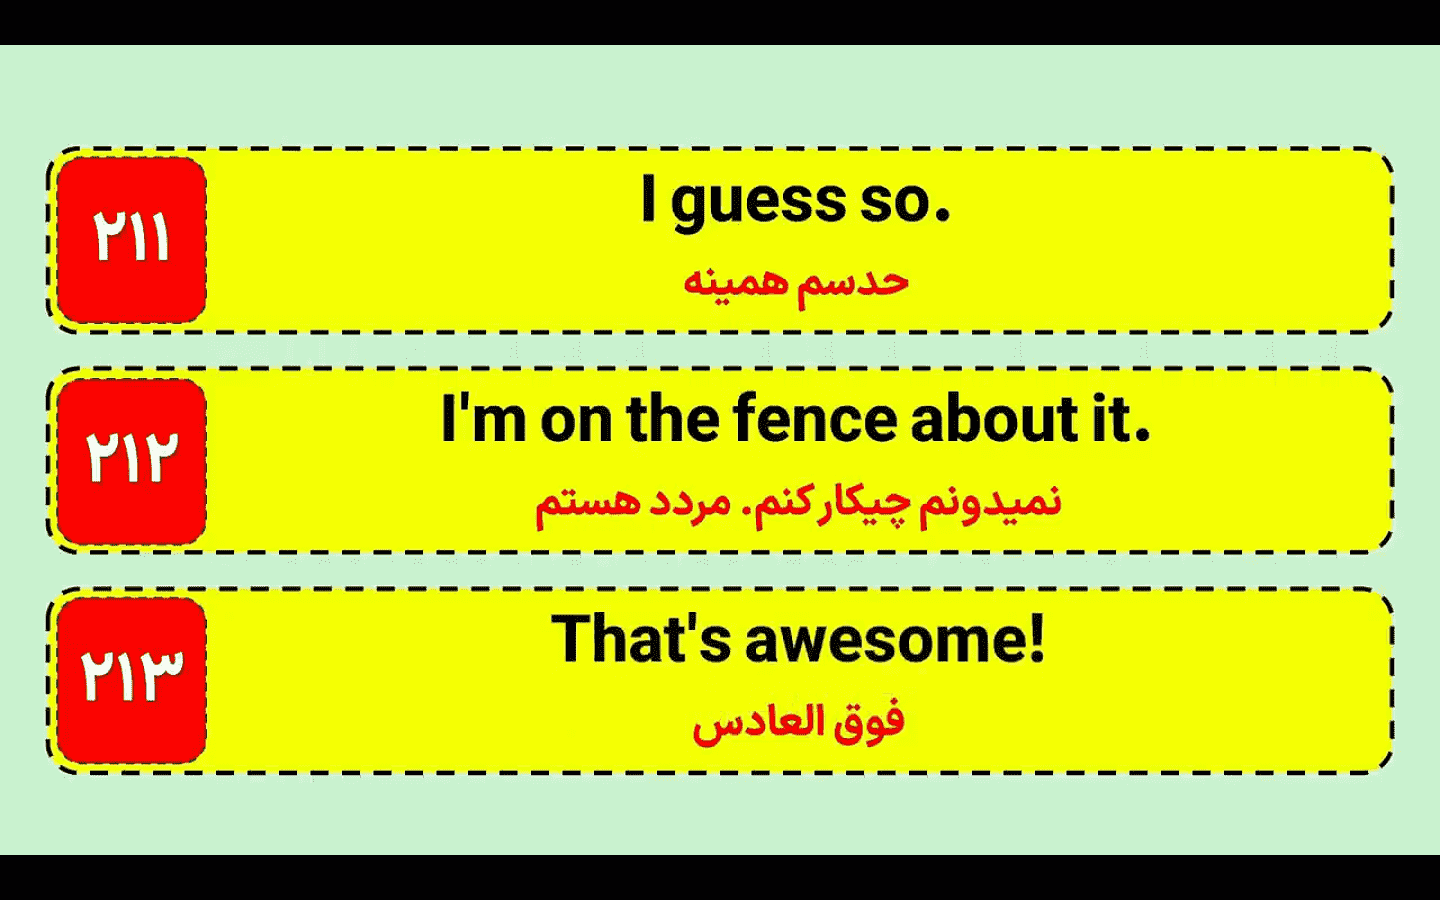 ۲۱۱
I guess so.
حدسم همینه
۲۱۲
I'm on the fence about it.
نمیدونم چیکار کنم. مردد هستم
۲۱۳
That's awesome!
فوق العادس